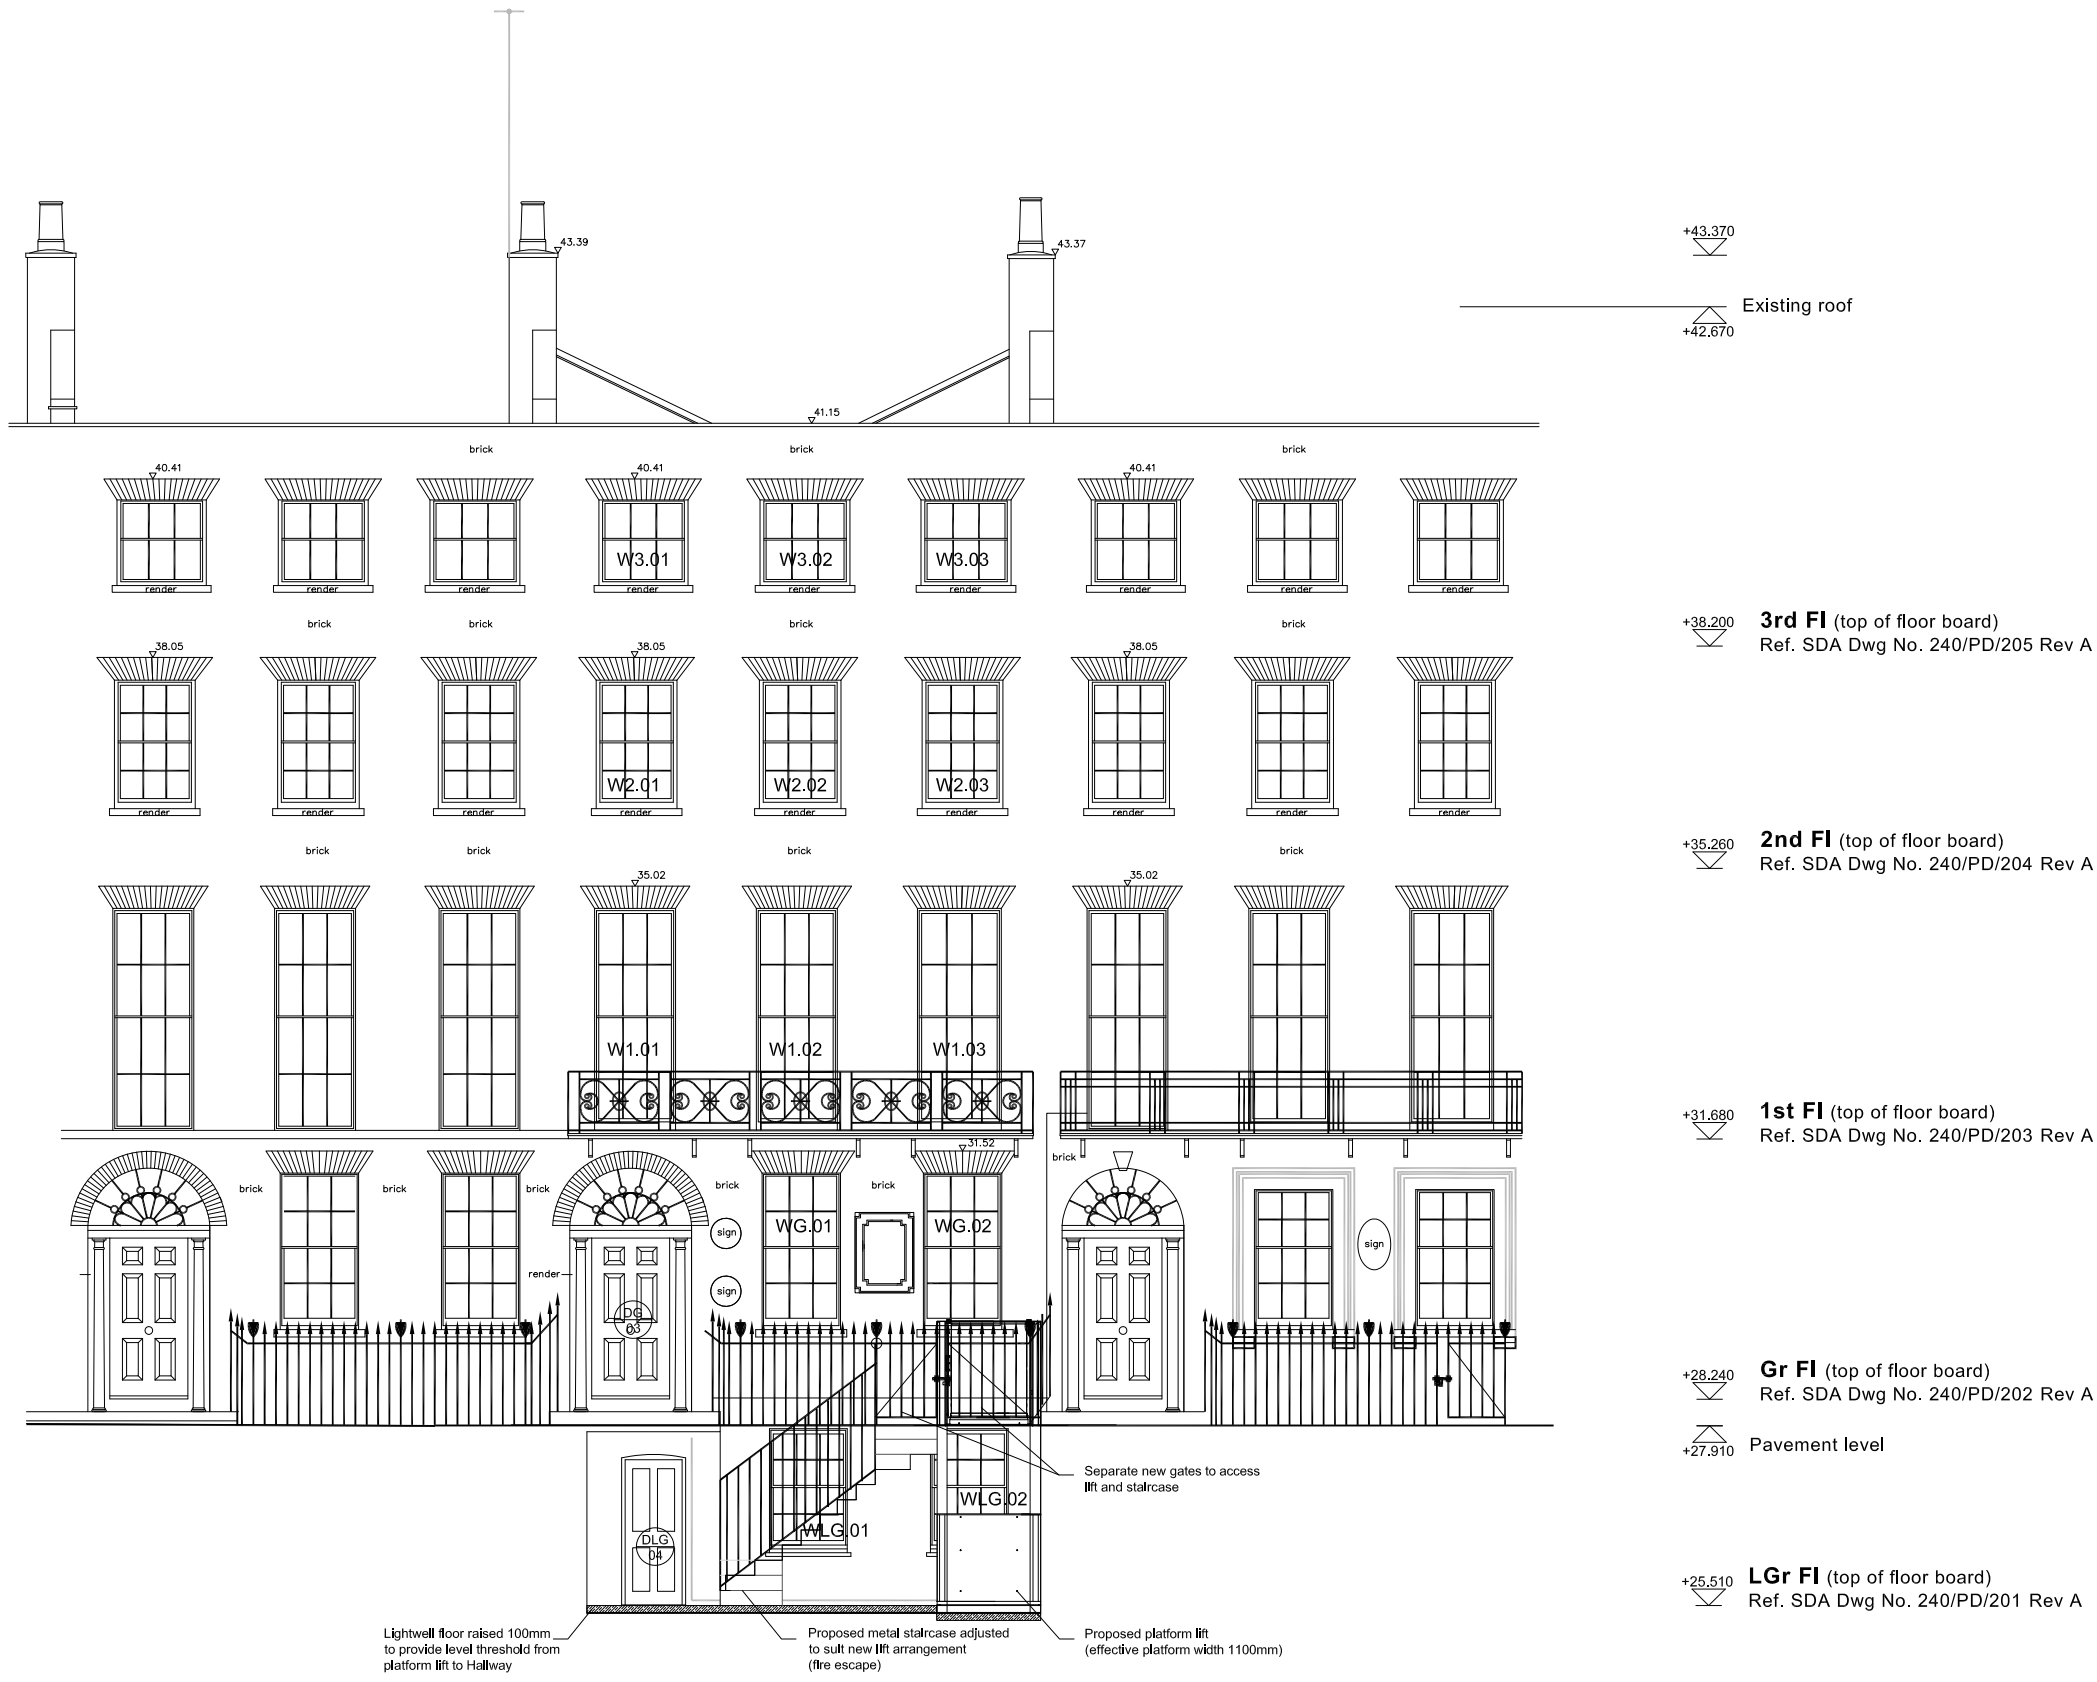 43.39
43.37
+43.370
Existing roof
+42.670
41.15
brick
brick
brick
40.41
40.41
40.41
W3.01
W3.02
W3.03
render
render
render
render
render
render
render
render
render
brick
brick
brick
brick
+38.200
3rd Fl (top of floor board)
Ref. SDA Dwg No. 240/PD/205 Rev A
38.05
38.05
38.05
W2.01
W2.02
W2.03
render
render
render
render
render
render
render
render
render
brick
brick
brick
brick
+35.260
2nd Fl (top of floor board)
Ref. SDA Dwg No. 240/PD/204 Rev A
35.02
35.02
W1.01
W1.02
W1.03
+31.680
1st Fl (top of floor board)
Ref. SDA Dwg No. 240/PD/203 Rev A
31.52
brick
brick
brick
brick
brick
brick
WG.01
WG.02
sign
sign
sign
render
DG
03
+28.240
Gr Fl (top of floor board)
Ref. SDA Dwg No. 240/PD/202 Rev A
+27.910
Pavement level
Separate new gates to access
lift and staircase
WLG.02
WLG.01
DLG
04
+25.510
LGr Fl (top of floor board)
Ref. SDA Dwg No. 240/PD/201 Rev A
Lightwell floor raised 100mm
to provide level threshold from
platform lift to Hallway
Proposed metal staircase adjusted
to suit new lift arrangement
(fire escape)
Proposed platform lift
(effective platform width 1100mm)